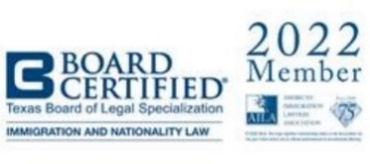 BOARD
CERTIFIED®
Texas Board of Legal Specialization
IMMIGRATION AND NATIONALITY LAW
2022
Member
AILA
AMERICAN
IMMIGRATION
LAWYERS
ASSOCIATION
75